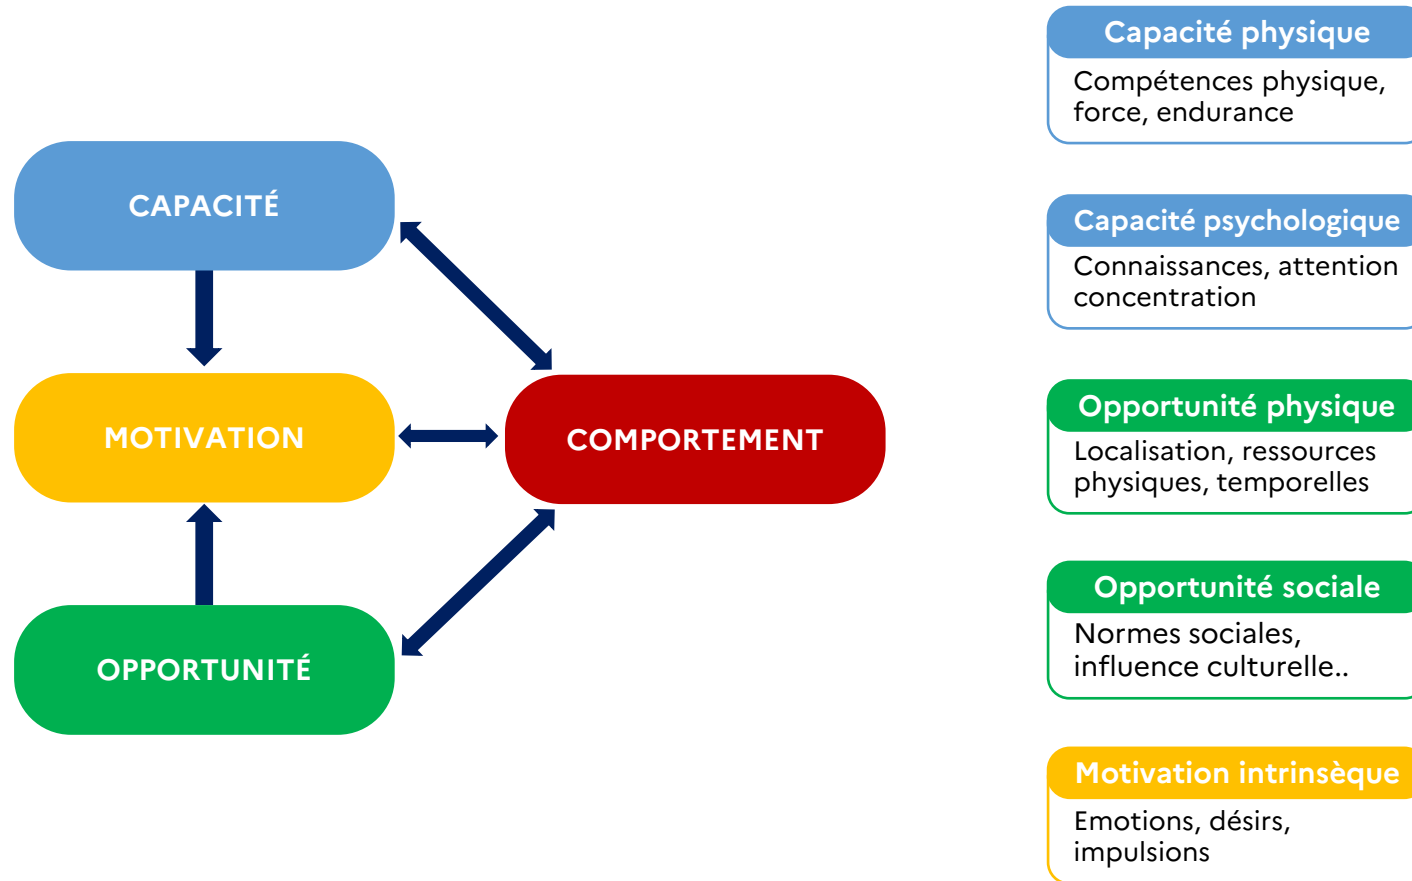 CAPACITÉ
MOTIVATION
OPPORTUNITÉ
COMPORTEMENT
Capacité physique
Compétences physique,
force, endurance
Capacité psychologique
Connaissances, attention
concentration
Opportunité physique
Localisation, ressources
physiques, temporelles
Opportunité sociale
Normes sociales,
influence culturelle..
Motivation intrinsèque
Emotions, désirs,
impulsions